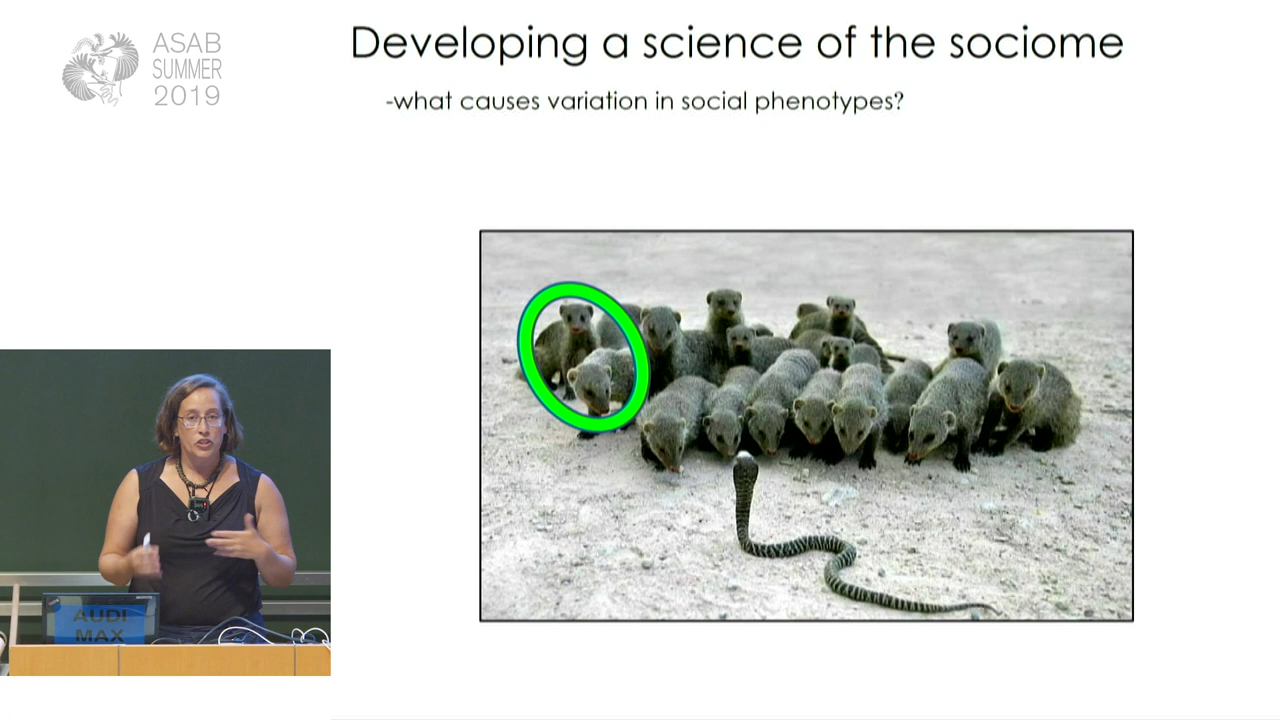 ASAB
SUMMER
2019
Developing a science of the sociome
-what causes variation in social phenotypes?
AUDI
MAX